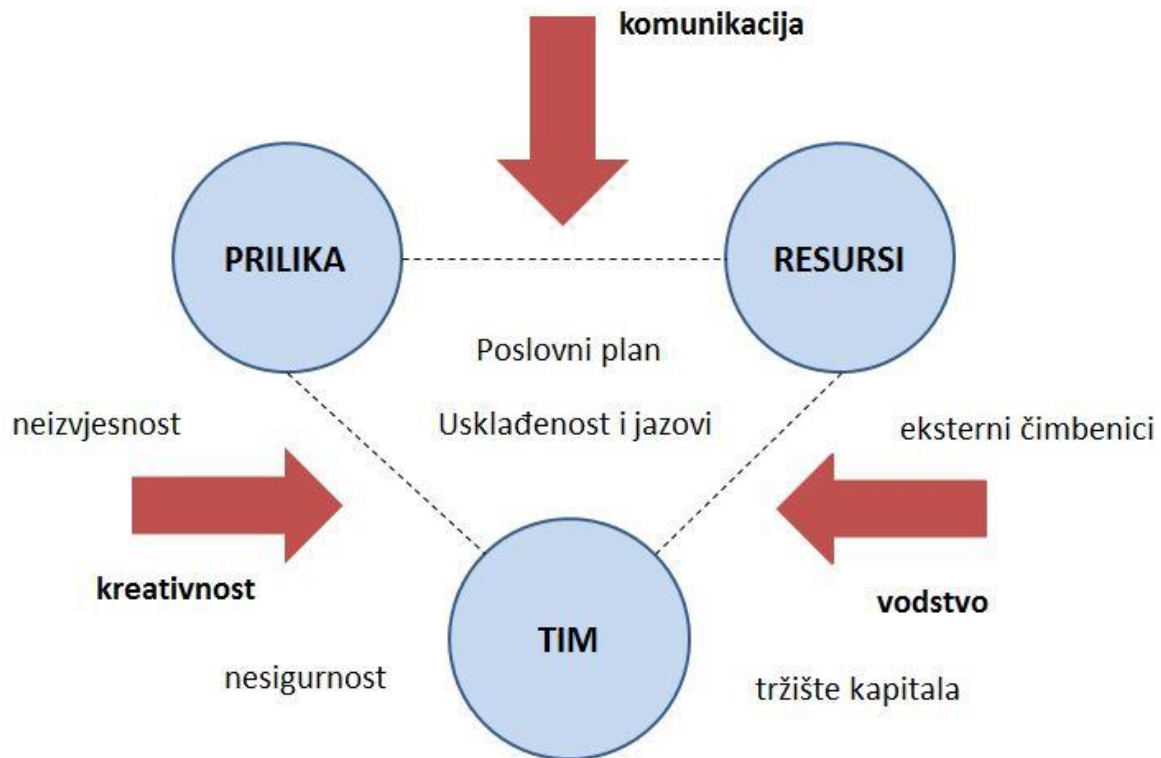 komunikacija
PRILIKA
RESURSI
Poslovni plan
Usklađenost i jazovi
neizvjesnost
eksterni čimbenici
kreativnost
vodstvo
TIM
nesigurnost
tržište kapitala